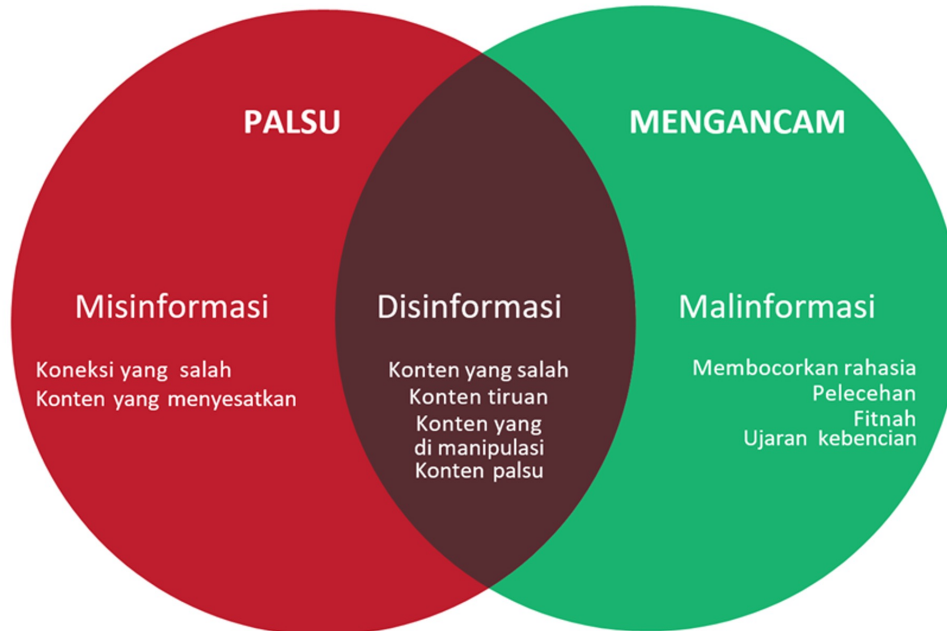 PALSU
Misinformasi
Koneksi yang salah
Konten yang menyesatkan
Disinformasi
Konten yang salah
Konten tiruan
Konten yang
di manipulasi
Konten palsu
MENGANCAM
Malinformasi
Membocorkan rahasia
Pelecehan
Fitnah
Ujaran kebencian